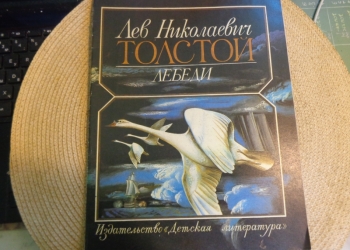 Лев Николаевич
ТОЛСТОЙ
ЛЕБЕДИ
Издательство «Детская литература»